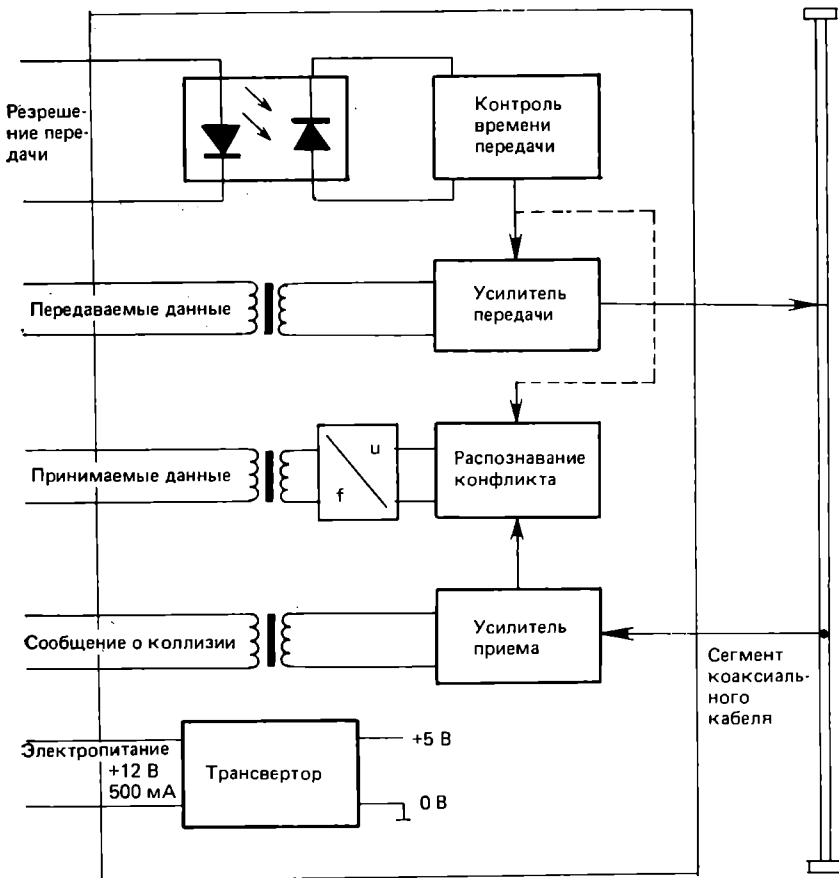 Резреше-
ние пере-
дачи
Контроль
времени
передачи
Передаваемые данные
Усилитель
передачи
Принимаемые данные
u
f
Распознавание
конфликта
Сообщение о коллизии
Усилитель
приема
Сегмент
коаксиаль-
ного
кабеля
Электропитание
+12 В
500 мА
Трансвертор
+5 В
0 В